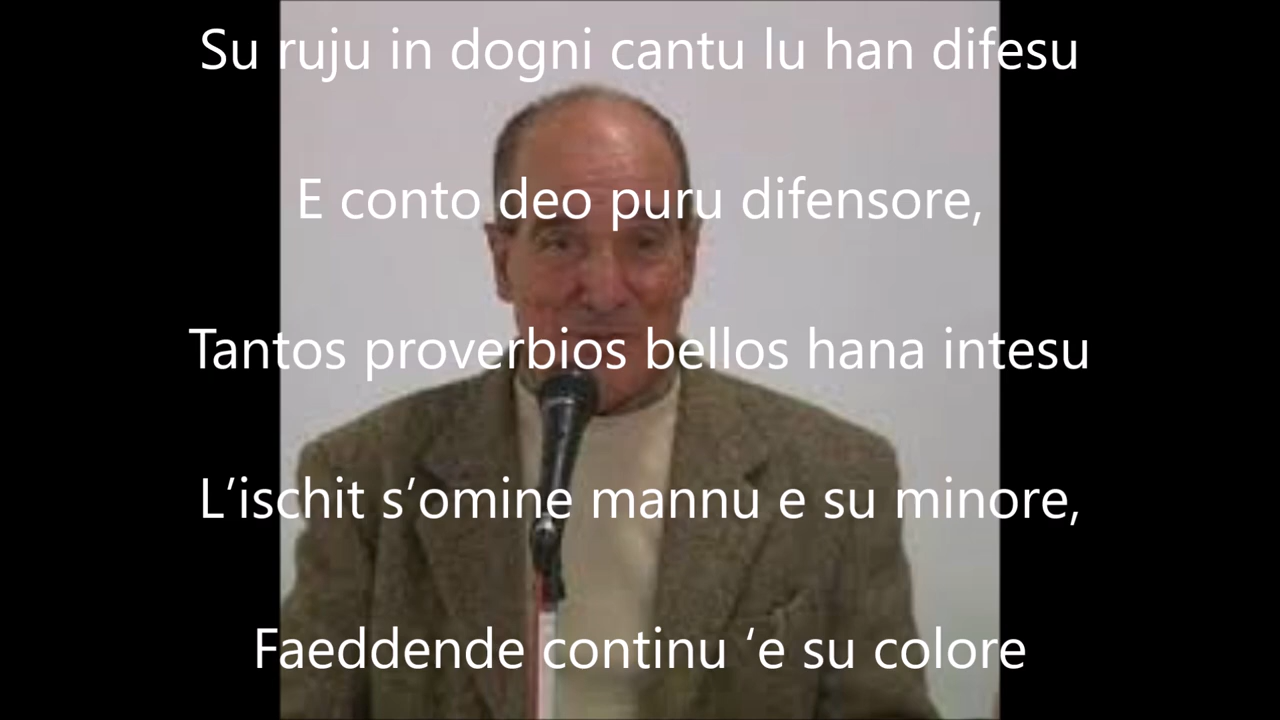 Su ruju in dogni cantu lu han difesu
E conto deo puru difensore,
Tantos proverbios bellos hana intesu
L’ischit s’omine mannu e su minore,
Faeddende continu ‘e su colore